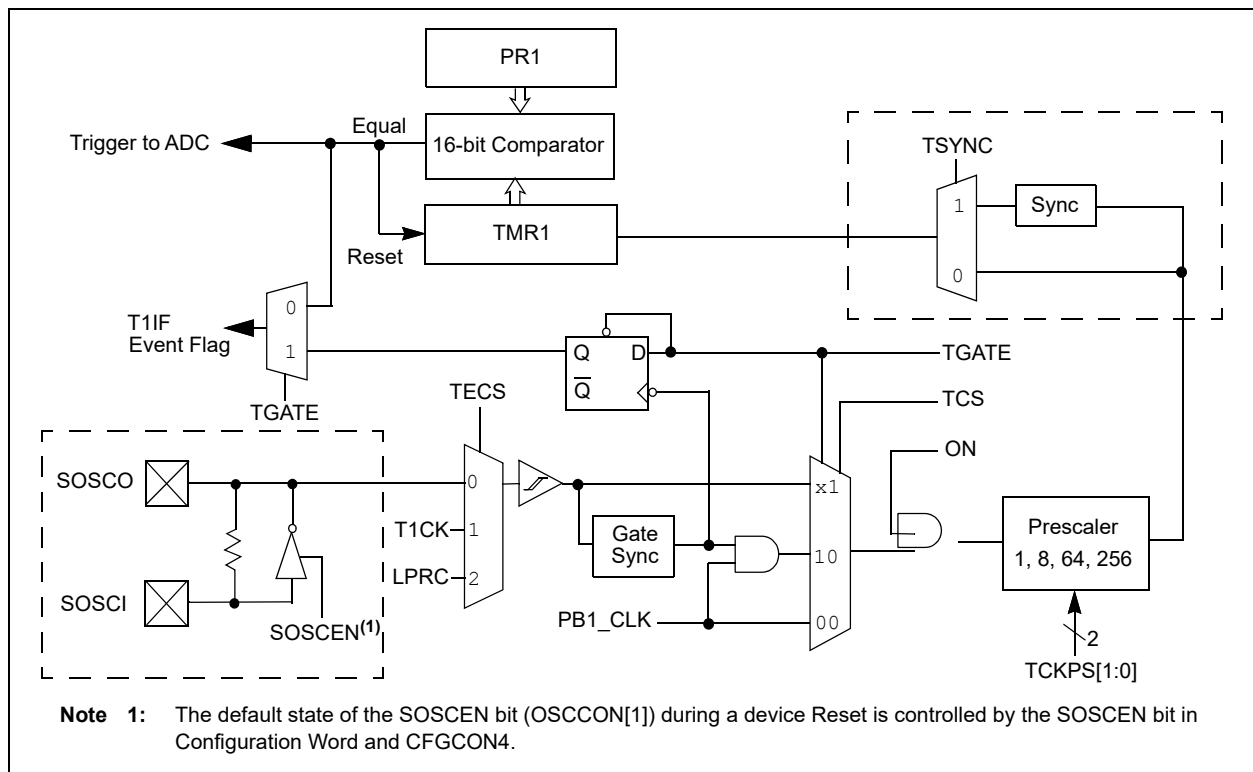 PR1
Trigger to ADC
Equal
16-bit Comparator
TSYNC
1
Sync
TMR1
Reset
0
0
T1IF
Event Flag
1
Q
D
Q
TGATE
TGATE
TECS
TCS
SOSCO
0
x1
ON
T1CK
1
Gate
Sync
10
Prescaler
1, 8, 64, 256
LPRC
2
SOSCI
SOSCEN(1)
PB1_CLK
00
2
TCKPS[1:0]
Note 1: The default state of the SOSCEN bit (OSCCON[1]) during a device Reset is controlled by the SOSCEN bit in
Configuration Word and CFGCON4.